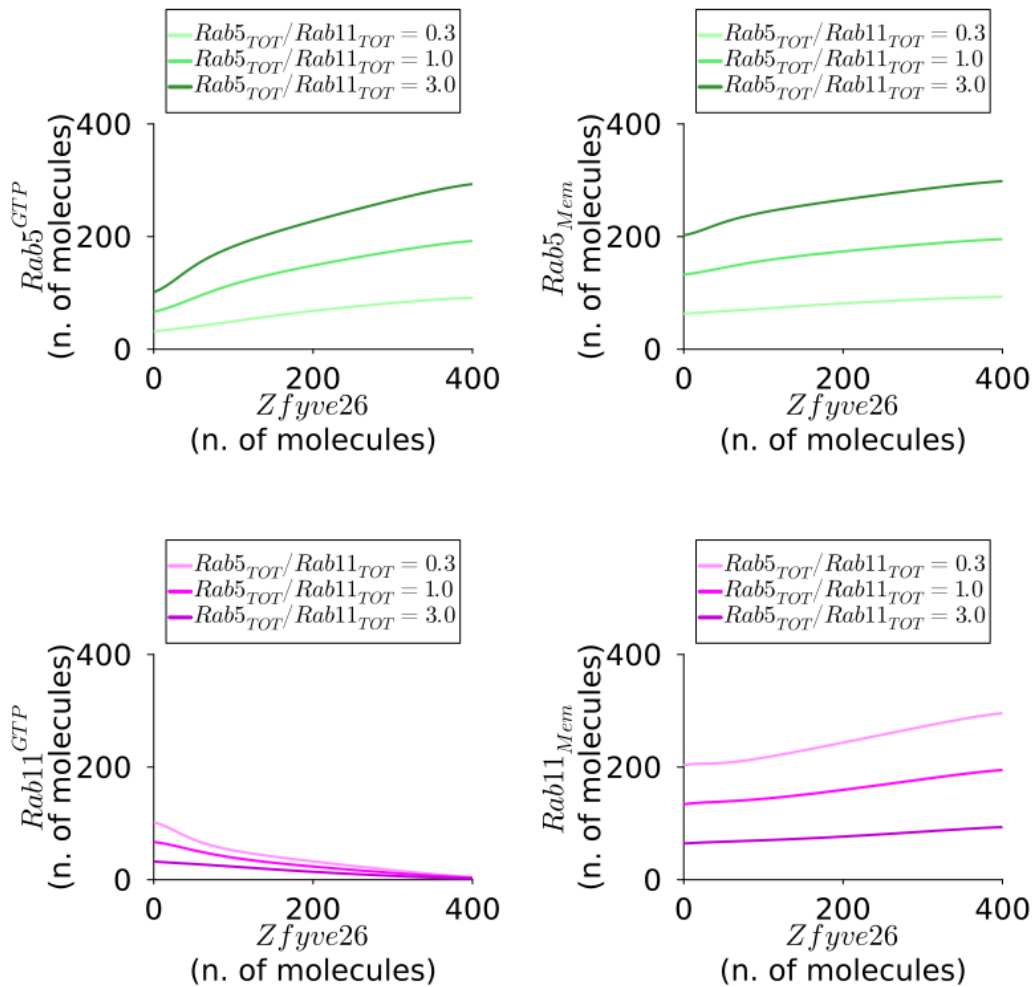 Rab5_TOT/Rab11_TOT = 0.3
Rab5_TOT/Rab11_TOT = 1.0
Rab5_TOT/Rab11_TOT = 3.0
Rab5^GTP
(n. of molecules)
400
200
0
0 200 400
Zfyve26
(n. of molecules)
Rab5_TOT/Rab11_TOT = 0.3
Rab5_TOT/Rab11_TOT = 1.0
Rab5_TOT/Rab11_TOT = 3.0
Rab5_Mem
(n. of molecules)
400
200
0
0 200 400
Zfyve26
(n. of molecules)
Rab5_TOT/Rab11_TOT = 0.3
Rab5_TOT/Rab11_TOT = 1.0
Rab5_TOT/Rab11_TOT = 3.0
Rab11^GTP
(n. of molecules)
400
200
0
0 200 400
Zfyve26
(n. of molecules)
Rab5_TOT/Rab11_TOT = 0.3
Rab5_TOT/Rab11_TOT = 1.0
Rab5_TOT/Rab11_TOT = 3.0
Rab11_Mem
(n. of molecules)
400
200
0
0 200 400
Zfyve26
(n. of molecules)